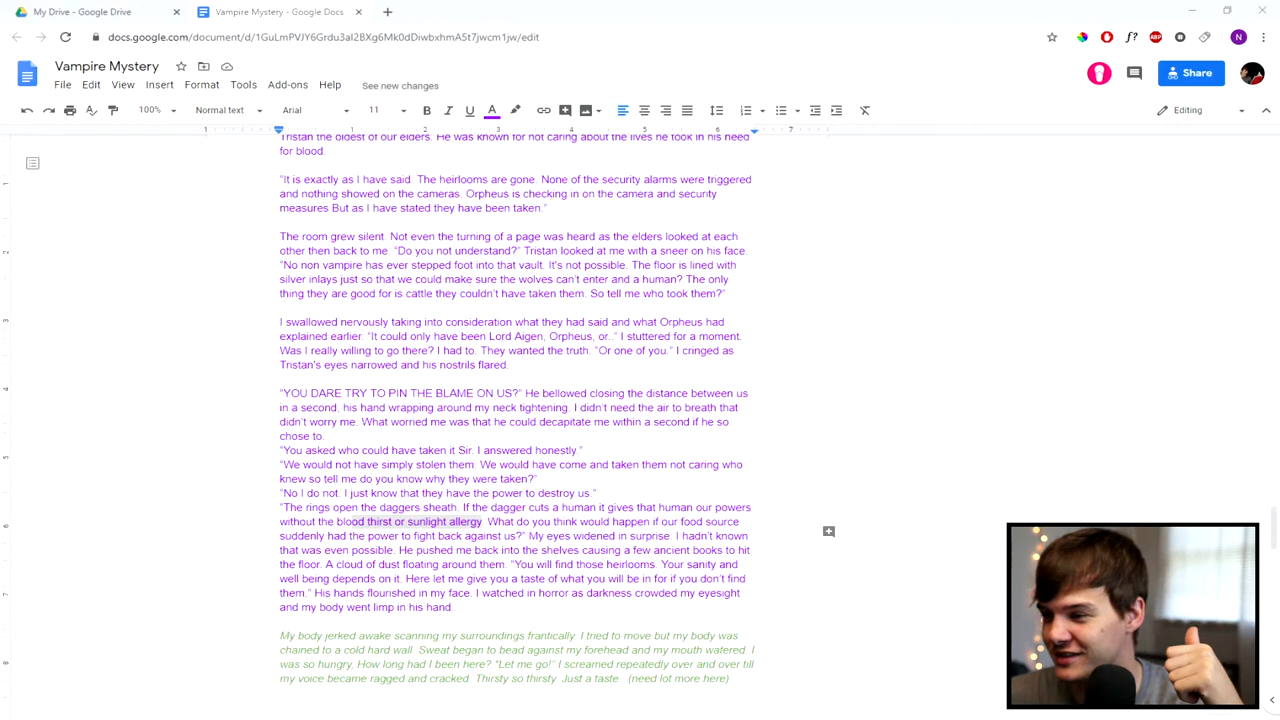 My Drive - Google Drive
Vampire Mystery - Google Docs
docs.google.com/document/d/1GuLmPVJY6Grdu3aI2BXg6Mk0dDiwbxhmA5t7jwcm1jw/edit
ABP
N
Vampire Mystery
File Edit View Insert Format Tools Add-ons Help See new changes
Share
100% Normal text Arial 11 B I U A Editing
1 1 2 3 4 5 6 7
Tristan the oldest of our elders. He was known for not caring about the lives he took in his need
for blood.
“It is exactly as I have said. The heirlooms are gone. None of the security alarms were triggered
and nothing showed on the cameras. Orpheus is checking in on the camera and security
measures But as I have stated they have been taken.”
The room grew silent. Not even the turning of a page was heard as the elders looked at each
other then back to me. “Do you not understand?” Tristan looked at me with a sneer on his face.
“No non vampire has ever stepped foot into that vault. It's not possible. The floor is lined with
silver inlays just so that we could make sure the wolves can't enter and a human? The only
thing they are good for is cattle they couldn't have taken them. So tell me who took them?”
I swallowed nervously taking into consideration what they had said and what Orpheus had
explained earlier. “It could only have been Lord Aigen, Orpheus, or..” I stuttered for a moment.
Was I really willing to go there? I had to. They wanted the truth. “Or one of you.” I cringed as
Tristan's eyes narrowed and his nostrils flared.
“YOU DARE TRY TO PIN THE BLAME ON US?” He bellowed closing the distance between us
in a second, his hand wrapping around my neck tightening. I didn't need the air to breath that
didn't worry me. What worried me was that he could decapitate me within a second if he so
chose to.
“You asked who could have taken it Sir. I answered honestly.”
“We would not have simply stolen them. We would have come and taken them not caring who
knew so tell me do you know why they were taken?”
“No I do not. I just know that they have the power to destroy us.”
“The rings open the daggers sheath. If the dagger cuts a human it gives that human our powers
without the blood thirst or sunlight allergy. What do you think would happen if our food source
suddenly had the power to fight back against us?” My eyes widened in surprise. I hadn't known
that was even possible. He pushed me back into the shelves causing a few ancient books to hit
the floor. A cloud of dust floating around them. “You will find those heirlooms. Your sanity and
well being depends on it. Here let me give you a taste of what you will be in for if you don't find
them.” His hands flourished in my face. I watched in horror as darkness crowded my eyesight
and my body went limp in his hand.
My body jerked awake scanning my surroundings frantically. I tried to move but my body was
chained to a cold hard wall. Sweat began to bead against my forehead and my mouth watered. I
was so hungry, How long had I been here? “Let me go!” I screamed repeatedly over and over till
my voice became ragged and cracked. Thirsty so thirsty. Just a taste (need lot more here)
1
2
3
4
5
6
7
8